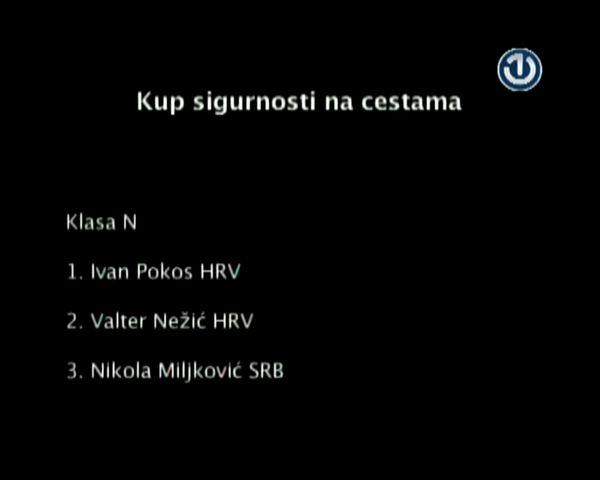 Kup sigurnosti na cestama
Klasa N
1. Ivan Pokos HRV
2. Valter Nežić HRV
3. Nikola Miljković SRB